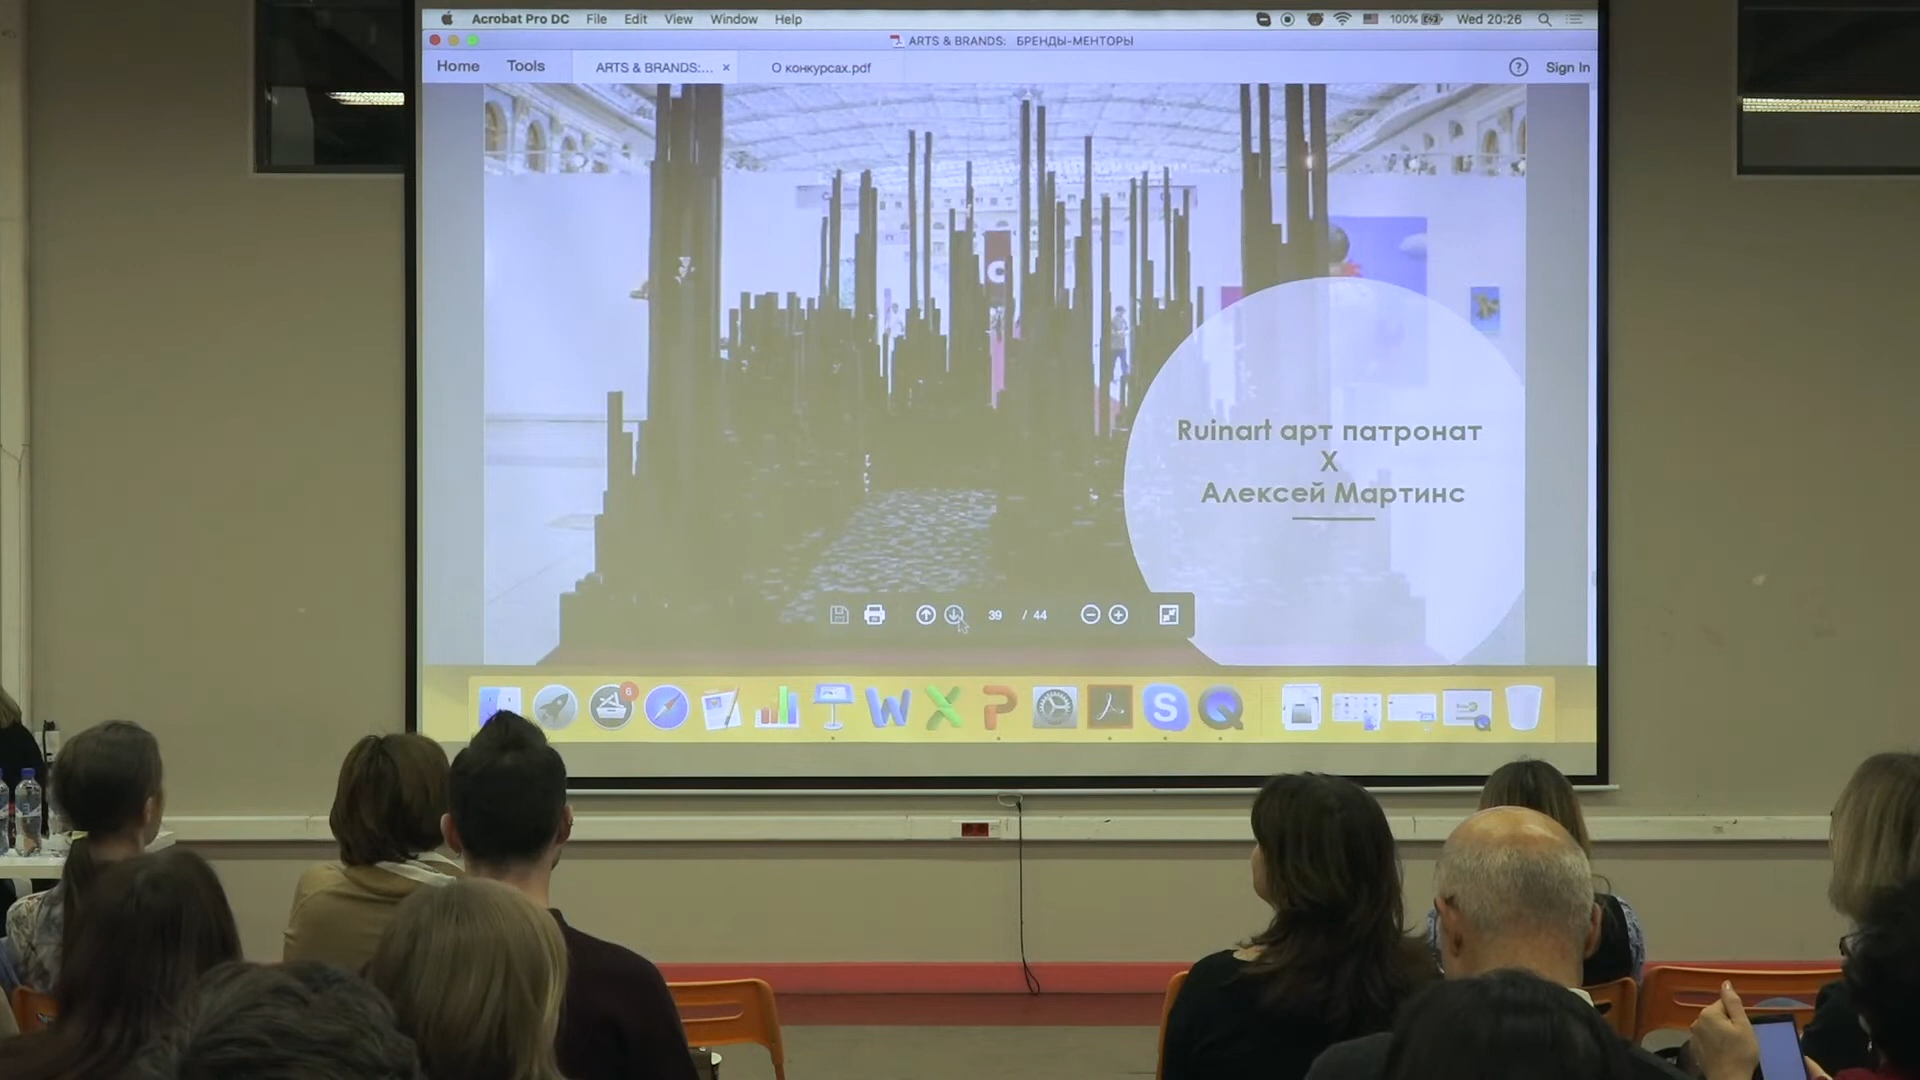 Acrobat Pro DC File Edit View Window Help 100% Wed 20:26
ARTS & BRANDS: БРЕНДЫ-МЕНТОРЫ
Home Tools ARTS & BRANDS:... × О конкурсах.pdf ? Sign In
C
Ruinart арт патронат
X
Алексей Мартинс
39 / 44
6
W X P S Q